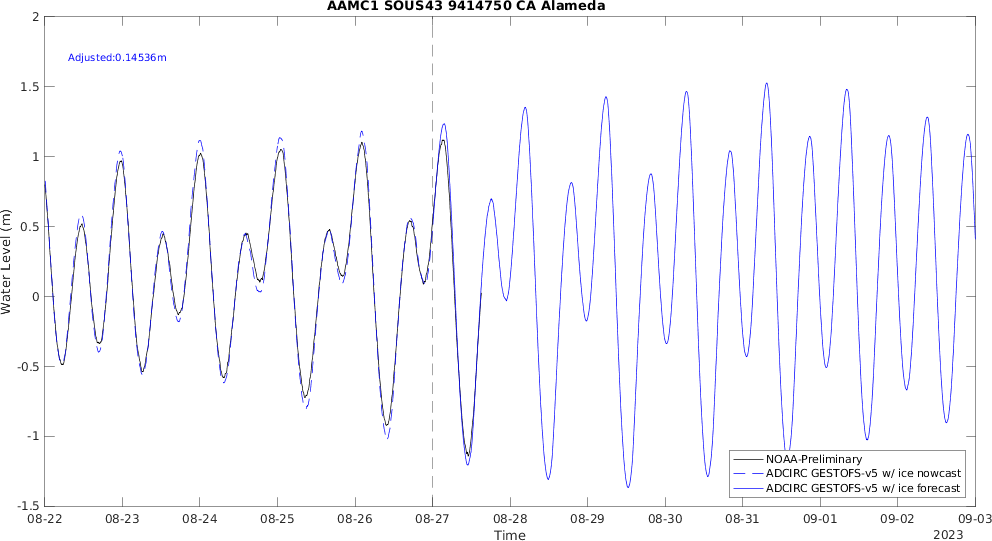 AAMC1 SOUS43 9414750 CA Alameda
2
Adjusted:0.14536m
1.5
1
0.5
0
-0.5
-1
-1.5
Water Level (m)
NOAA-Preliminary
ADCIRC GESTOFS-v5 w/ ice nowcast
ADCIRC GESTOFS-v5 w/ ice forecast
08-22 08-23 08-24 08-25 08-26 08-27 08-28 08-29 08-30 08-31 09-01 09-02 09-03
Time
2023